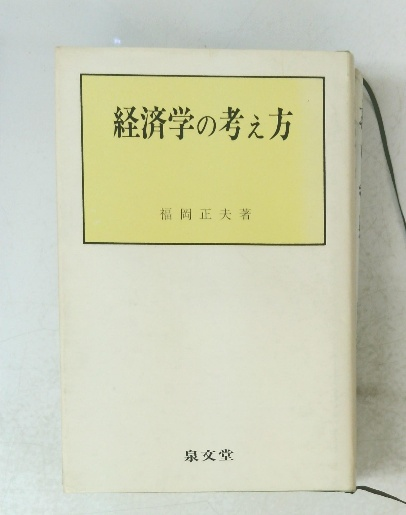 経済学の考え方
福岡正夫著
泉文堂